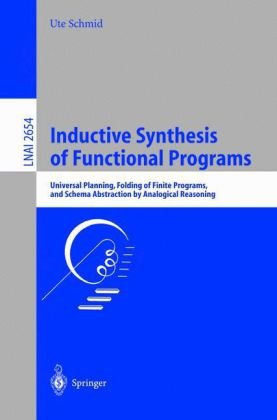 Ute Schmid
LNAI 2654
Inductive Synthesis
of Functional Programs
Universal Planning, Folding of Finite Programs,
and Schema Abstraction by Analogical Reasoning
Springer